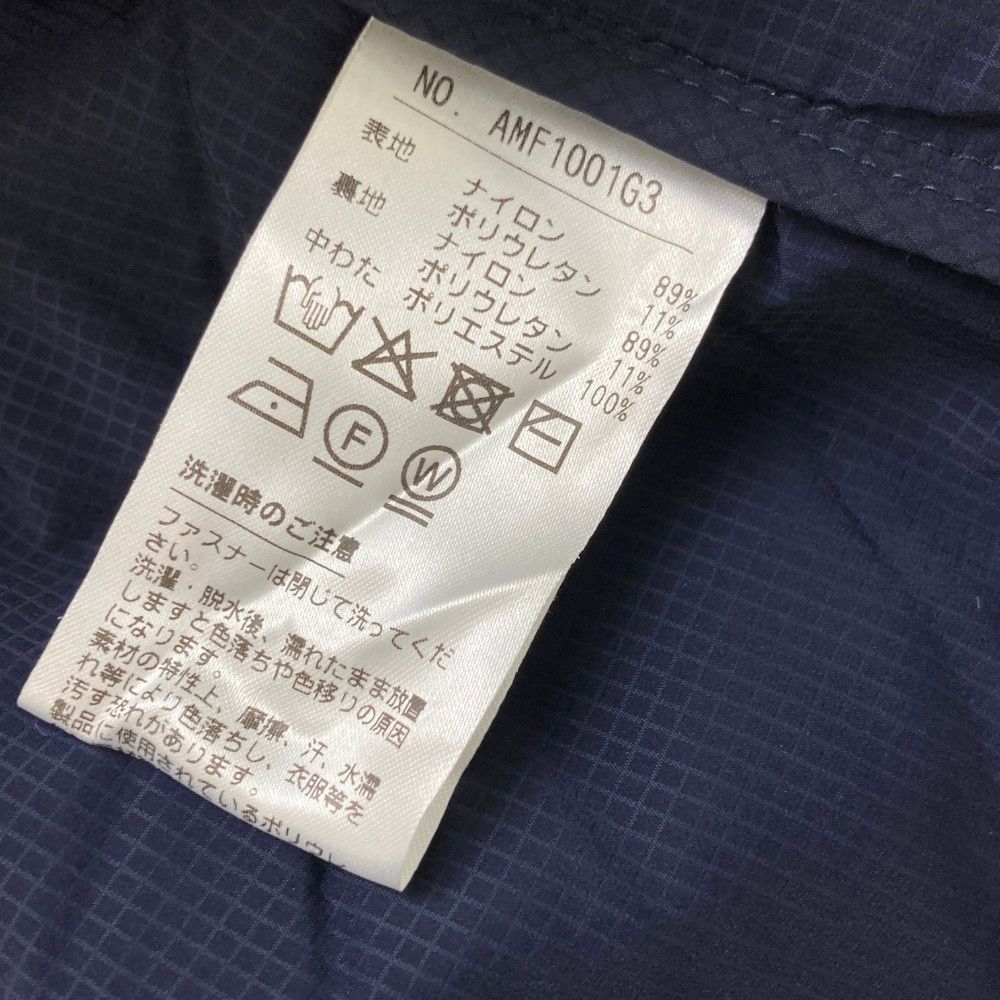 NO. AMF1001G3
表地 ナイロン 89%
ポリウレタン 11%
裏地 ナイロン 89%
ポリウレタン 11%
中わた ポリエステル 100%
F W
洗濯時のご注意
ファスナーは閉じて洗ってくだ
さい。
洗濯・脱水後、濡れたまま放置
しますと色落ちや色移りの原因
になります。
素材の特性上、摩擦、汗、水濡
れ等により色落ちし、衣服等を
汚す恐れがあります。
製品に使用されているポリウレ